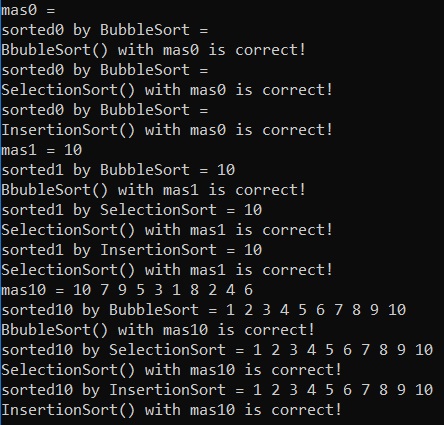 mas0 =
sorted0 by BubbleSort =
BbubleSort() with mas0 is correct!
sorted0 by BubbleSort =
SelectionSort() with mas0 is correct!
sorted0 by BubbleSort =
InsertionSort() with mas0 is correct!
mas1 = 10
sorted1 by BubbleSort = 10
BbubleSort() with mas1 is correct!
sorted1 by SelectionSort = 10
SelectionSort() with mas1 is correct!
sorted1 by InsertionSort = 10
SelectionSort() with mas1 is correct!
mas10 = 10 7 9 5 3 1 8 2 4 6
sorted10 by BubbleSort = 1 2 3 4 5 6 7 8 9 10
BbubleSort() with mas10 is correct!
sorted10 by SelectionSort = 1 2 3 4 5 6 7 8 9 10
SelectionSort() with mas10 is correct!
sorted10 by InsertionSort = 1 2 3 4 5 6 7 8 9 10
InsertionSort() with mas10 is correct!